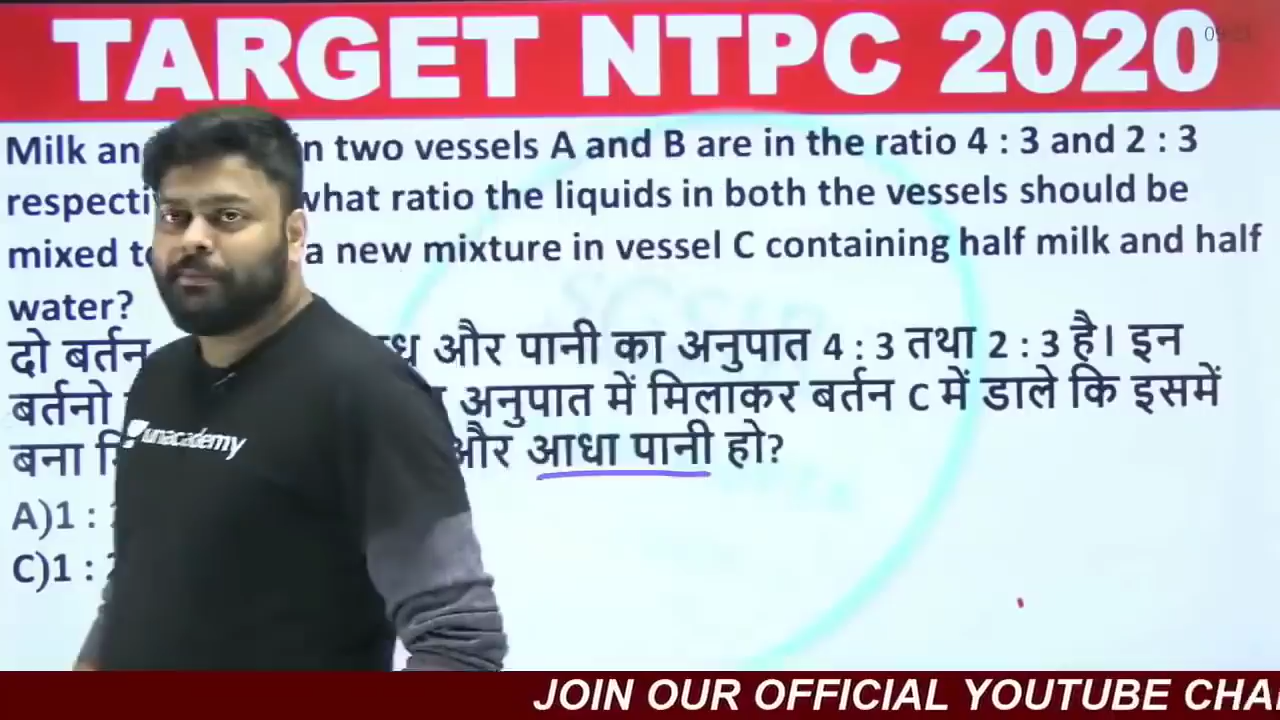 TARGET NTPC 2020
Milk an n two vessels A and B are in the ratio 4 : 3 and 2 : 3
respecti what ratio the liquids in both the vessels should be
mixed t a new mixture in vessel C containing half milk and half
water?
दो बर्तन और पानी का अनुपात 4 : 3 तथा 2 : 3 है। इन
बर्तनो अनुपात में मिलाकर बर्तन C में डाले कि इसमें
बना और आधा पानी हो?
A)1 :
C)1 :
unacademy
JOIN OUR OFFICIAL YOUTUBE CHA